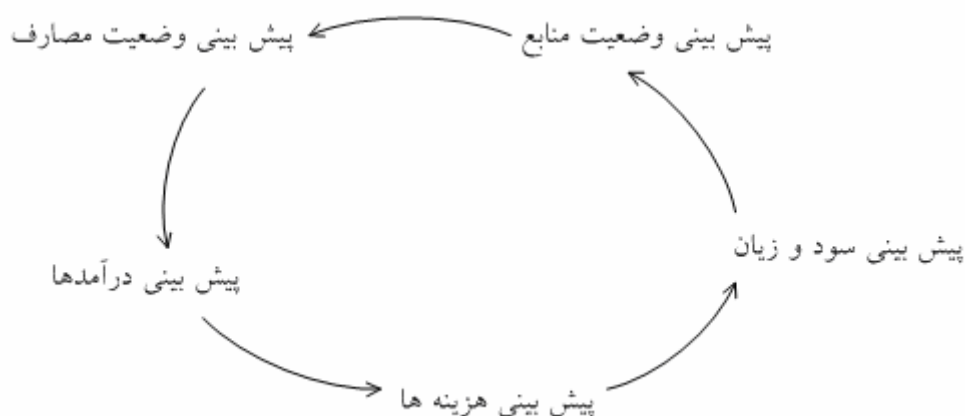 پیش بینی وضعیت منابع
پیش بینی وضعیت مصارف
پیش بینی سود و زیان
پیش بینی درآمدها
پیش بینی هزینه ها